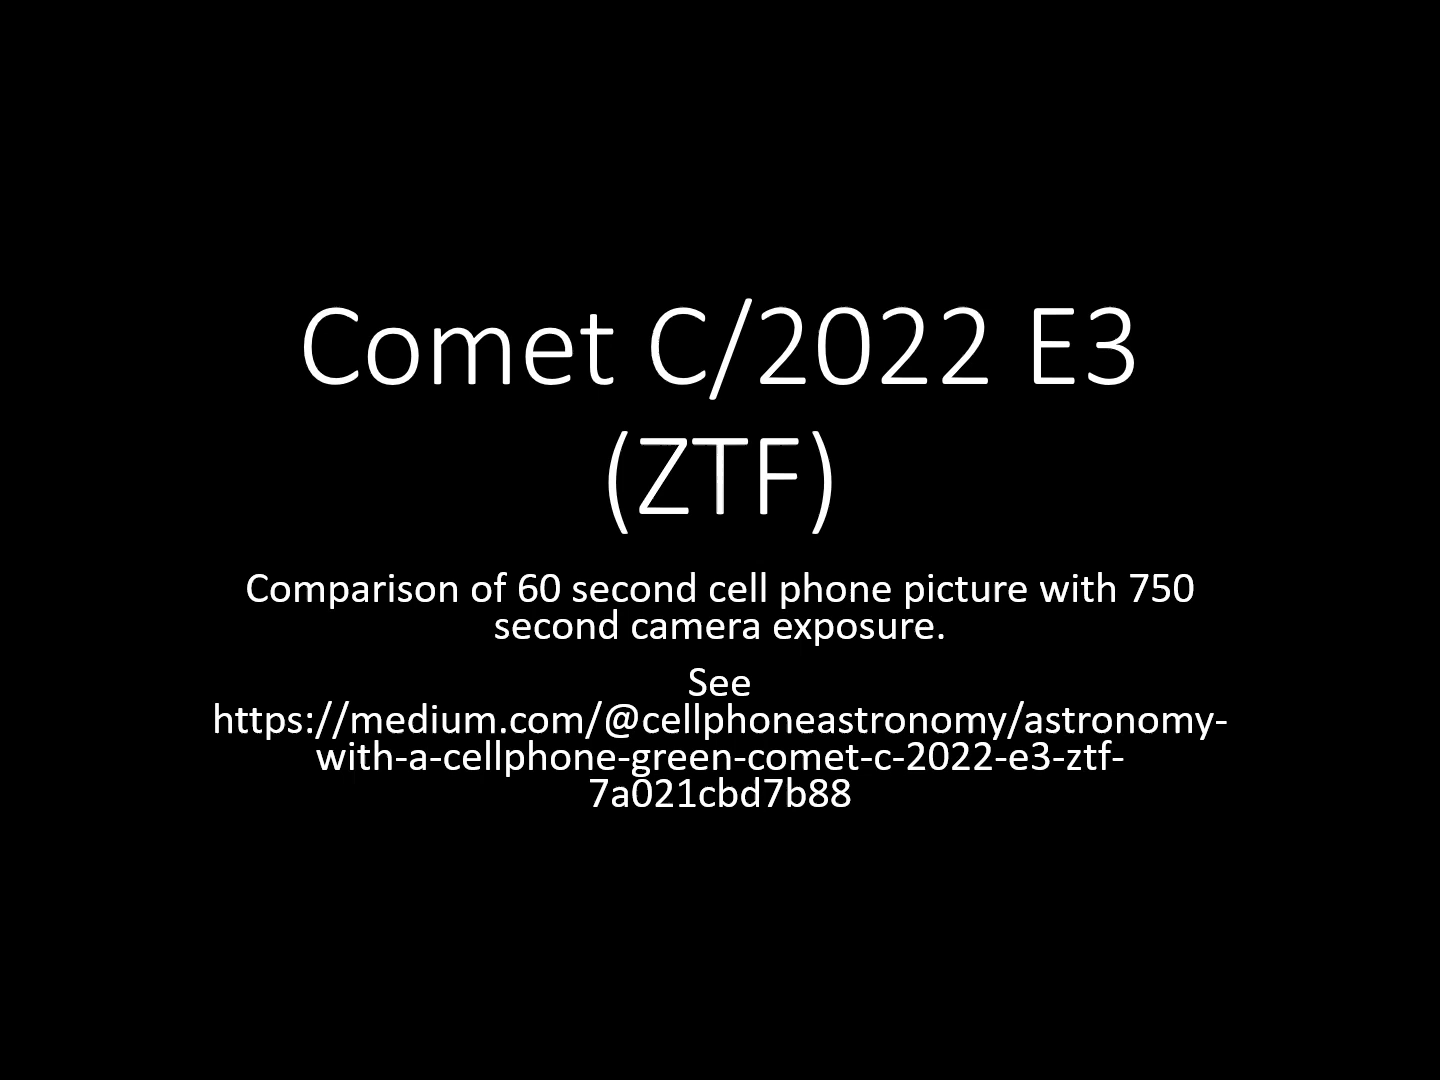 Comet C/2022 E3
(ZTF)
Comparison of 60 second cell phone picture with 750
second camera exposure.
See
https://medium.com/@cellphoneastronomy/astronomy-
with-a-cellphone-green-comet-c-2022-e3-ztf-
7a021cbd7b88